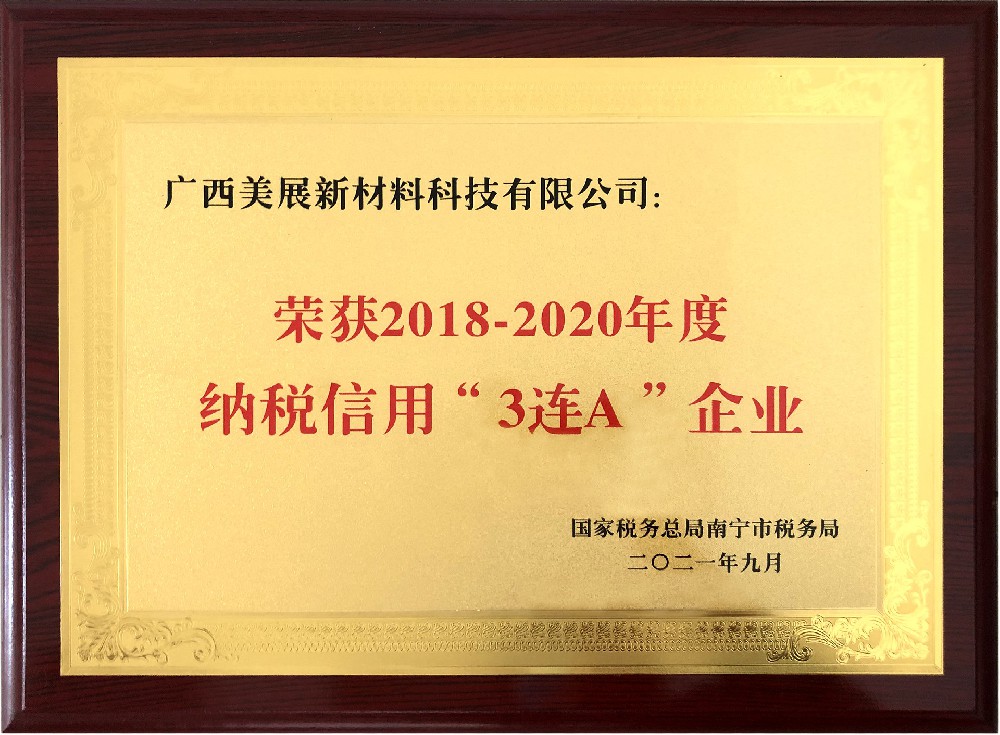 广西美展新材料科技有限公司:
荣获2018-2020年度
纳税信用“3连A”企业
国家税务总局南宁市税务局
二〇二一年九月